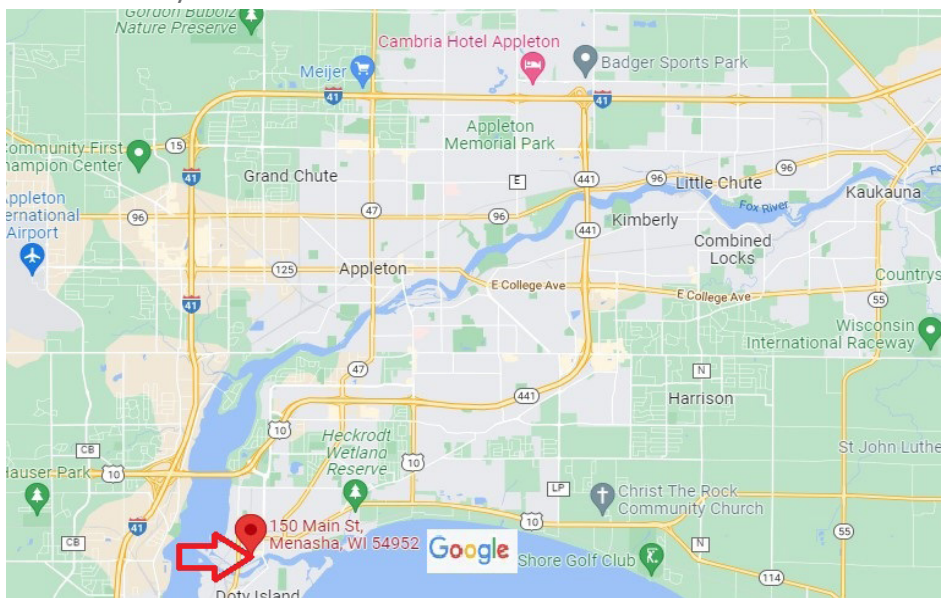 Gordon Bubolz
Nature Preserve
Cambria Hotel Appleton
Meijer
Badger Sports Park
41
41
Community First
Champion Center
15
Appleton
Memorial Park
41
Grand Chute
E
441
96
Little Chute
96
Kaukauna
Appleton
International
Airport
96
47
96
Kimberly
Fox River
441
Combined
Locks
125
Appleton
E College Ave
E College Ave
Countrys
41
55
Wisconsin
International Raceway
47
N
441
Harrison
10
Heckrodt
Wetland
Reserve
CB
10
St John Luthe
Hauser Park
10
LP
Christ The Rock
Community Church
150 Main St,
Menasha, WI 54952
41
10
55
CB
Google
Shore Golf Club
N
114
Doty Island